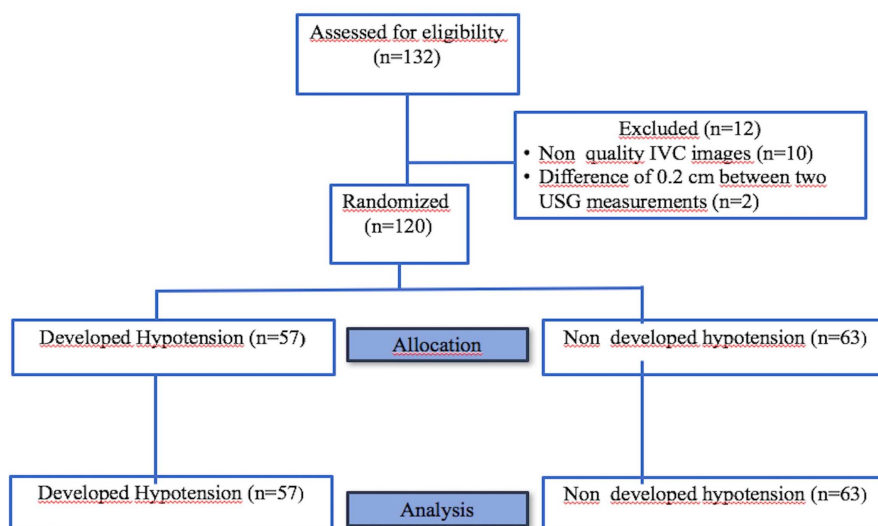 Assessed for eligibility
(n=132)
Excluded (n=12)
• Non quality IVC images (n=10)
• Difference of 0.2 cm between two
USG measurements (n=2)
Randomized
(n=120)
Developed Hypotension (n=57)
Allocation
Non developed hypotension (n=63)
Developed Hypotension (n=57)
Analysis
Non developed hypotension (n=63)